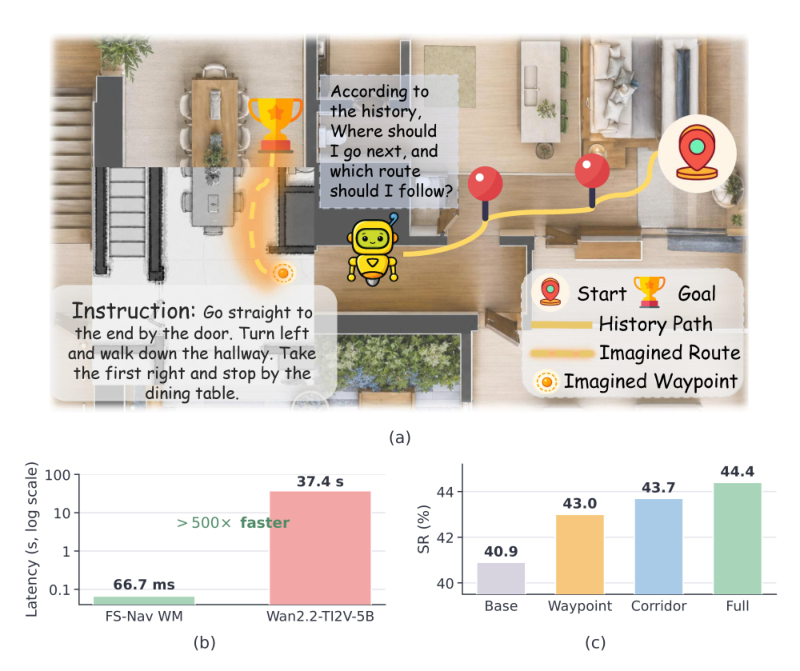 According to
the history,
Where should
I go next, and
which route
should I follow?
Instruction: Go straight to
the end by the door. Turn left
and walk down the hallway. Take
the first right and stop by the
dining table.
Start Goal
History Path
Imagined Route
Imagined Waypoint
(a)
Latency (s, log scale)
100
10
1
0.1
66.7 ms
>500× faster
37.4 s
FS-Nav WM Wan2.2-TI2V-5B
(b)
SR (%)
44
42
40
40.9
43.0
43.7
44.4
Base Waypoint Corridor Full
(c)